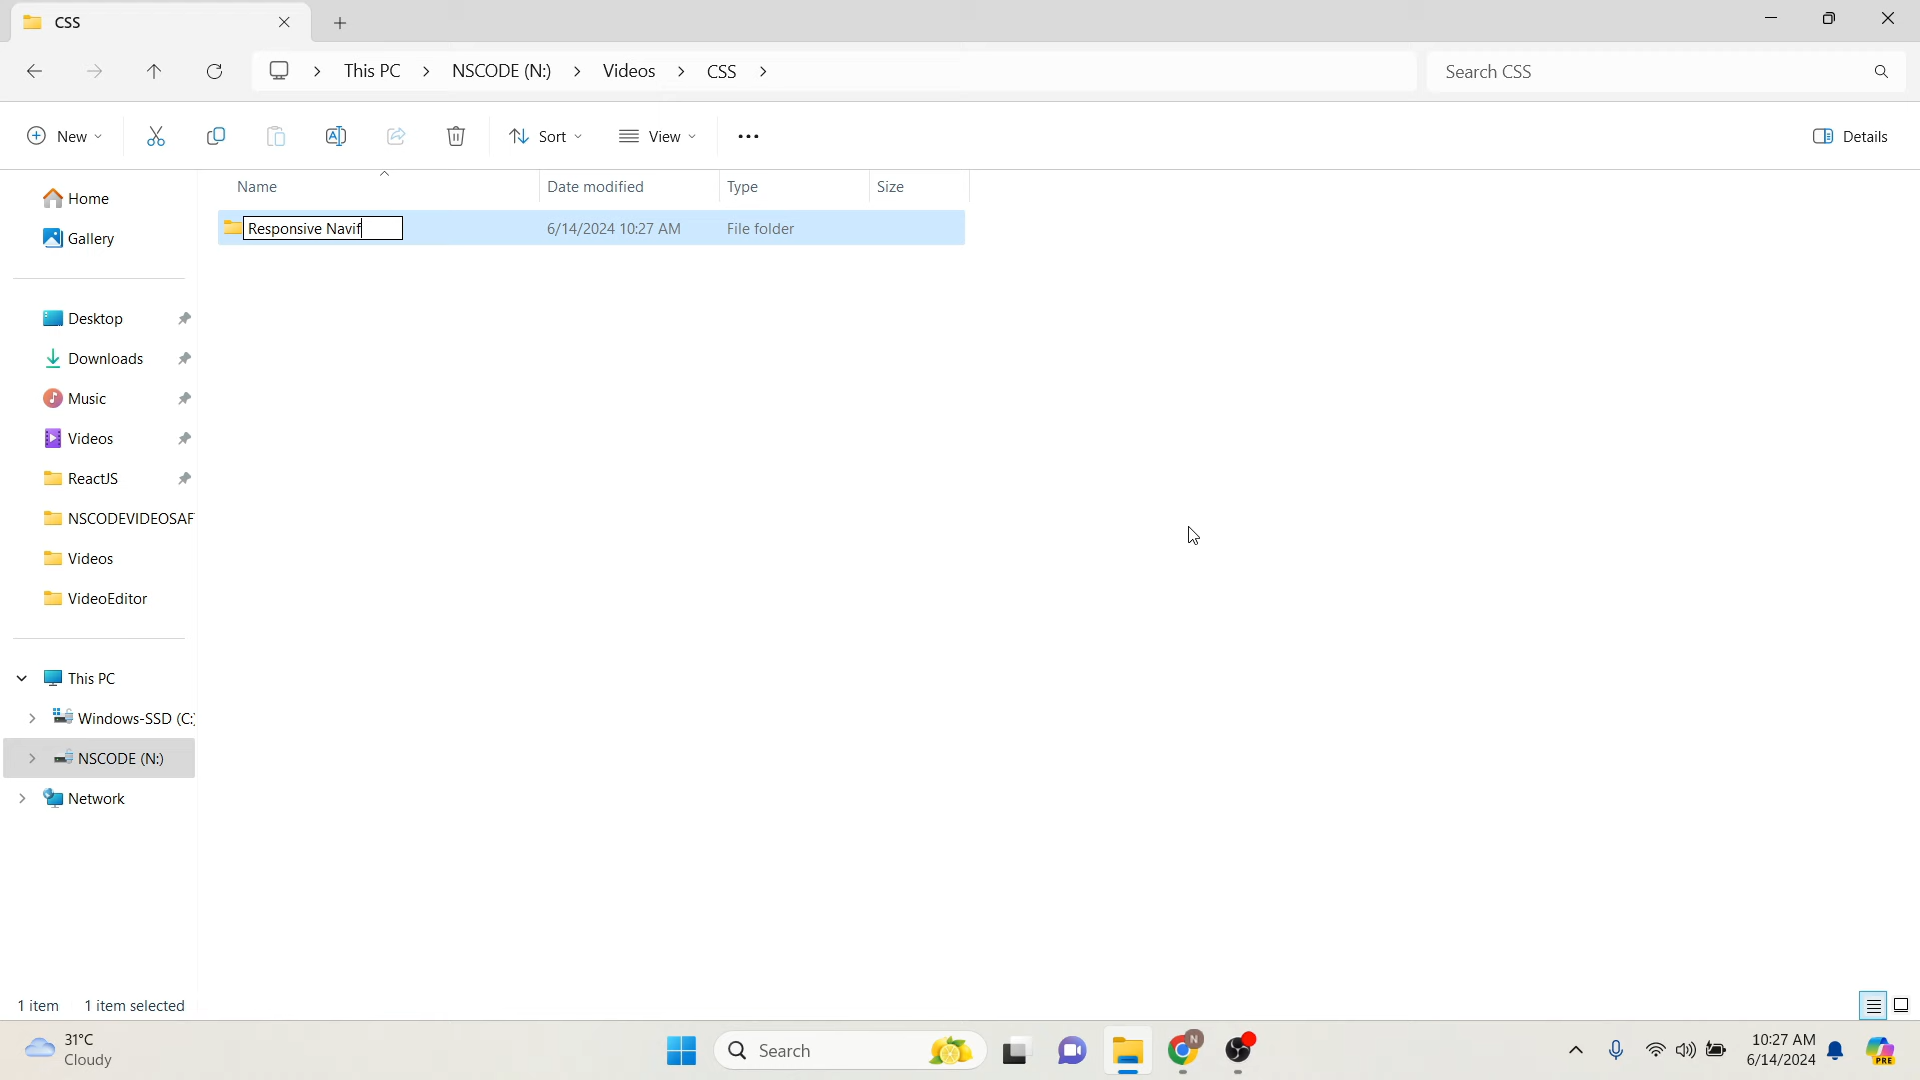 CSS
This PC
NSCODE (N:)
Videos
CSS
Search CSS
New
Sort
View
Details
Name
Date modified
Type
Size
Responsive Navif
6/14/2024 10:27 AM
File folder
Home
Gallery
Desktop
Downloads
Music
Videos
ReactJS
NSCODEVIDEOSAF
Videos
VideoEditor
This PC
Windows-SSD (C:)
NSCODE (N:)
Network
1 item
1 item selected
31°C
Cloudy
Search
N
10:27 AM
6/14/2024
PRE